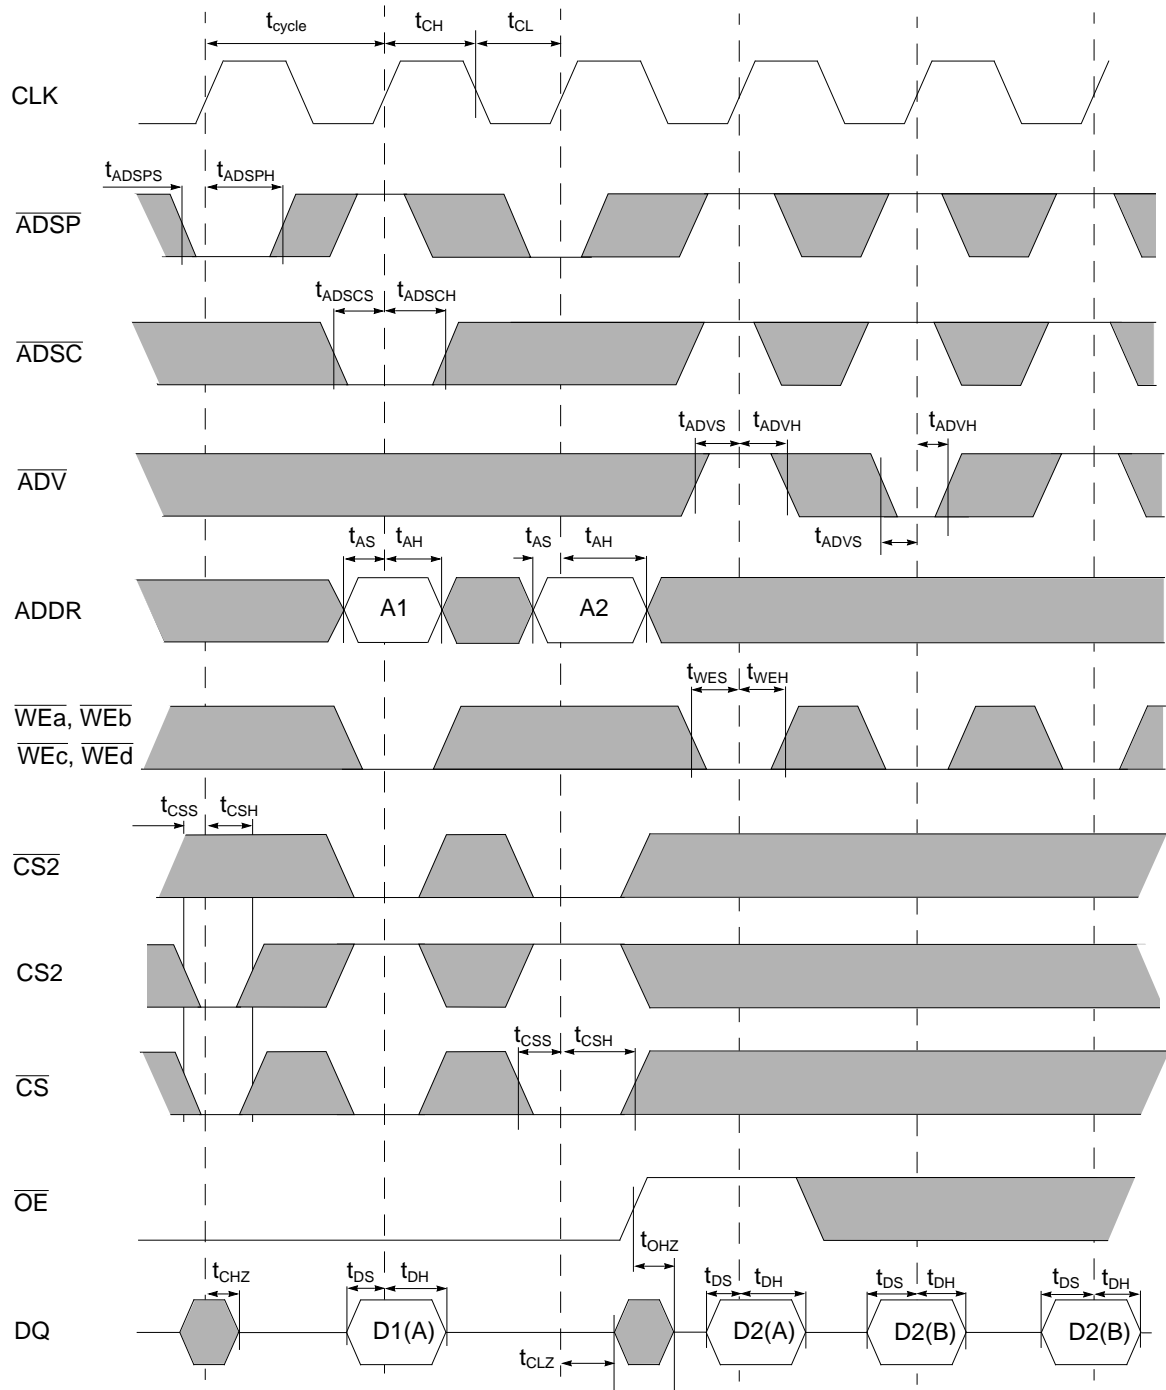 tcycle tCH tCL
CLK
tADSPS tADSPH
ADSP
tADSCS tADSCH
ADSC
tADVS tADVH tADVH
ADV
tADVS
tAS tAH tAS tAH
ADDR A1 A2
tWES tWEH
WEa, WEb
WEc, WEd
tCSS tCSH
CS2
CS2
tCSS tCSH
CS
OE
tOHZ
tCHZ tDS tDH tDS tDH tDS tDH tDS tDH
DQ D1(A) D2(A) D2(B) D2(B)
tCLZ